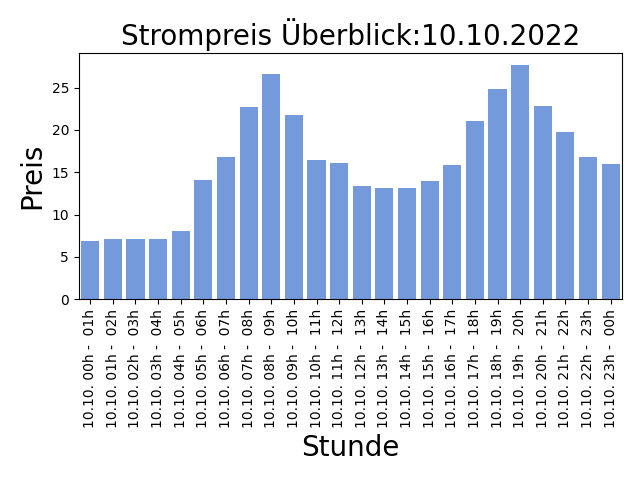 Strompreis Überblick:10.10.2022
Preis
25
20
15
10
5
0
10.10. 00h -   01h
10.10. 01h -   02h
10.10. 02h -   03h
10.10. 03h -   04h
10.10. 04h -   05h
10.10. 05h -   06h
10.10. 06h -   07h
10.10. 07h -   08h
10.10. 08h -   09h
10.10. 09h -   10h
10.10. 10h -   11h
10.10. 11h -   12h
10.10. 12h -   13h
10.10. 13h -   14h
10.10. 14h -   15h
10.10. 15h -   16h
10.10. 16h -   17h
10.10. 17h -   18h
10.10. 18h -   19h
10.10. 19h -   20h
10.10. 20h -   21h
10.10. 21h -   22h
10.10. 22h -   23h
10.10. 23h -   00h
Stunde